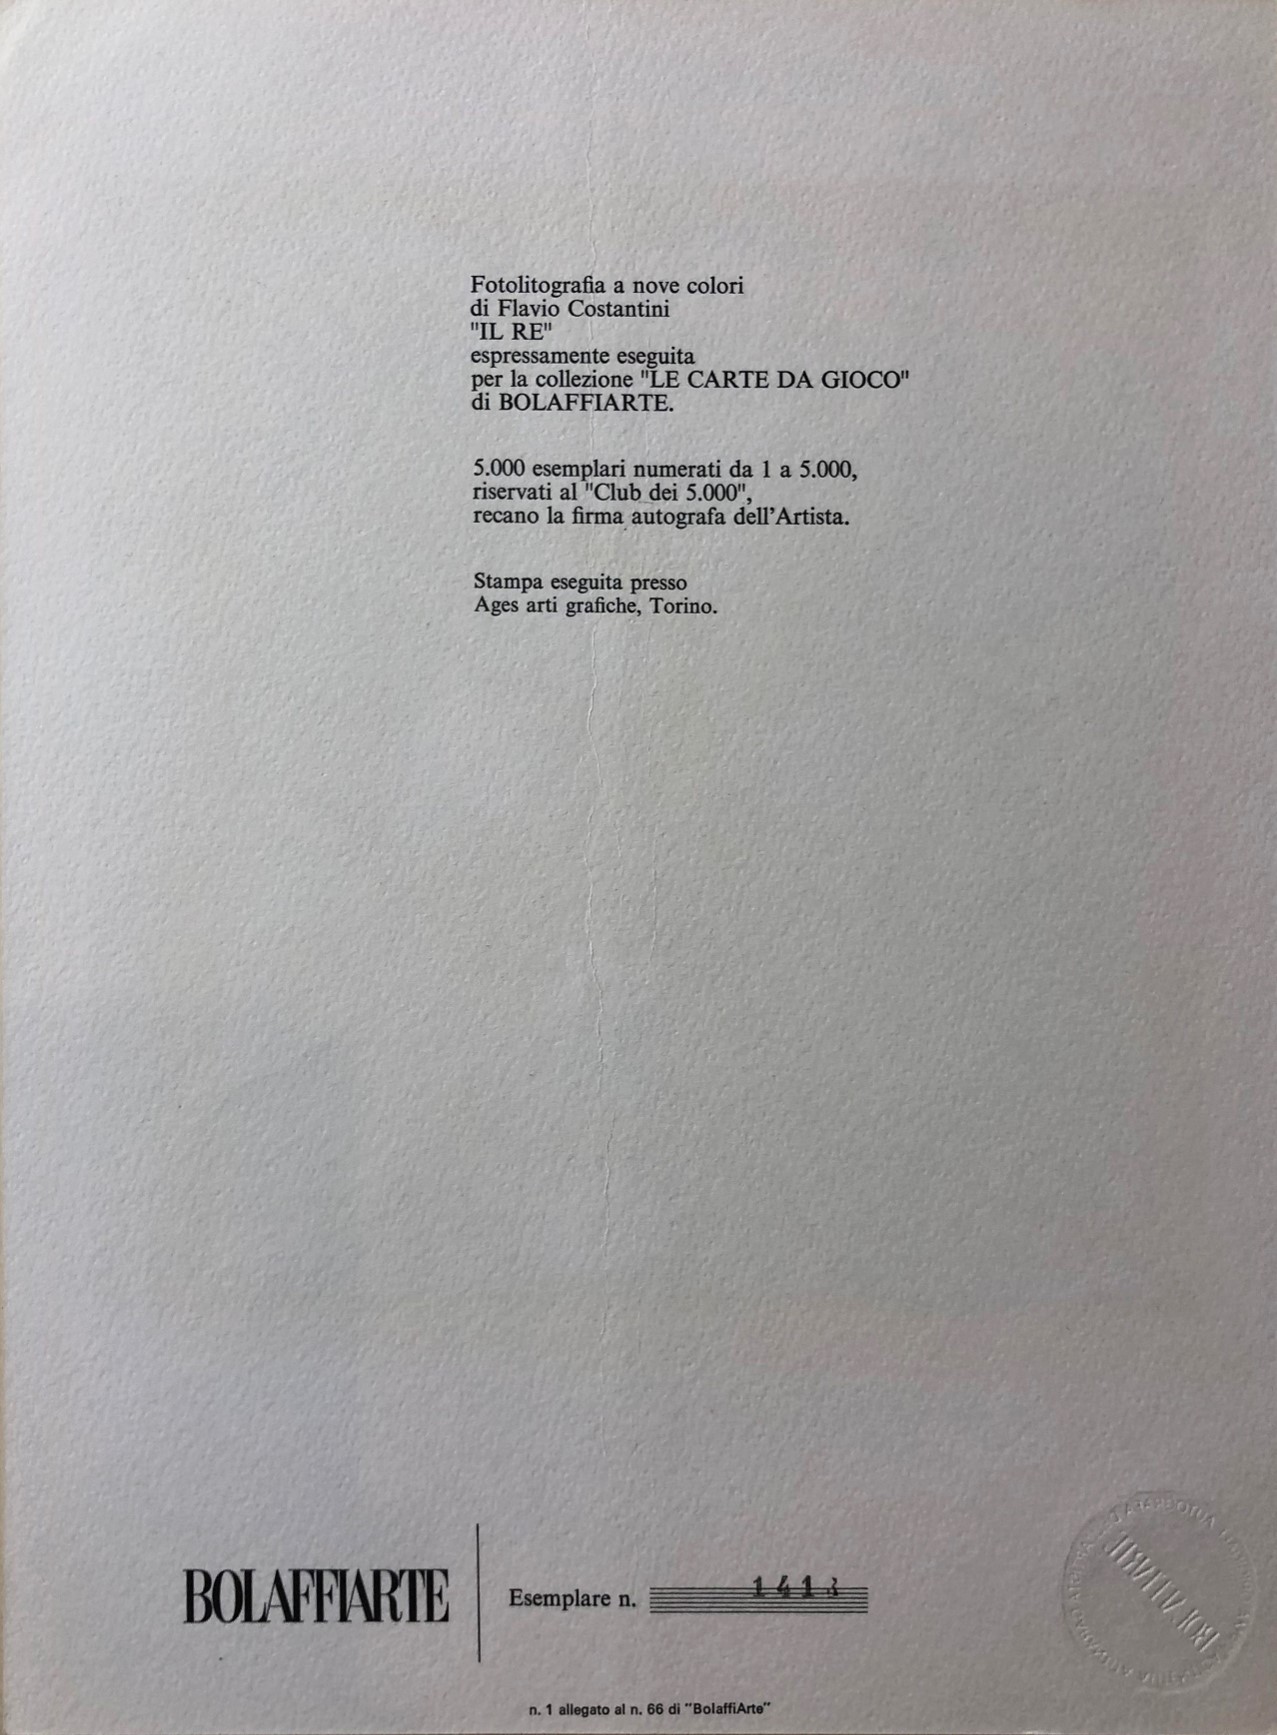 Fotolitografia a nove colori
di Flavio Costantini
"IL RE"
espressamente eseguita
per la collezione "LE CARTE DA GIOCO"
di BOLAFFIARTE.
5.000 esemplari numerati da 1 a 5.000,
riservati al "Club dei 5.000",
recano la firma autografa dell'Artista.
Stampa eseguita presso
Ages arti grafiche, Torino.
BOLAFFIARTE
Esemplare n.
n. 1 allegato al n. 66 di "BolaffiArte"